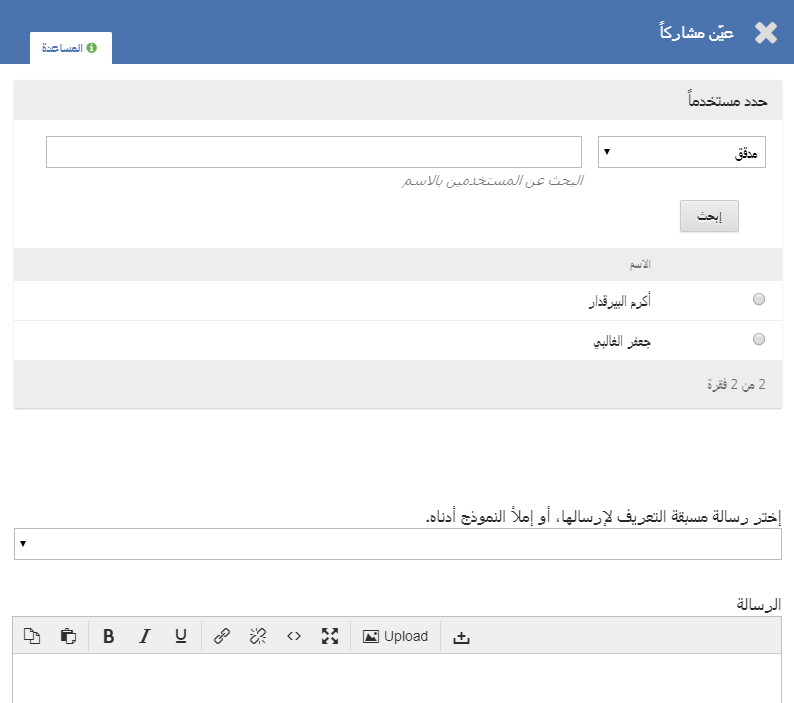 عيّن مشاركاً
المساعدة
حدد مستخدماً
مدقق
البحث عن المستخدمين بالاسم
إبحث
الاسم
أكرم البيرقدار
جعفر الغالبي
2 من 2 فقرة
إختر رسالة مسبقة التعريف لإرسالها، أو إملأ النموذج أدناه.
الرسالة
B I U Upload